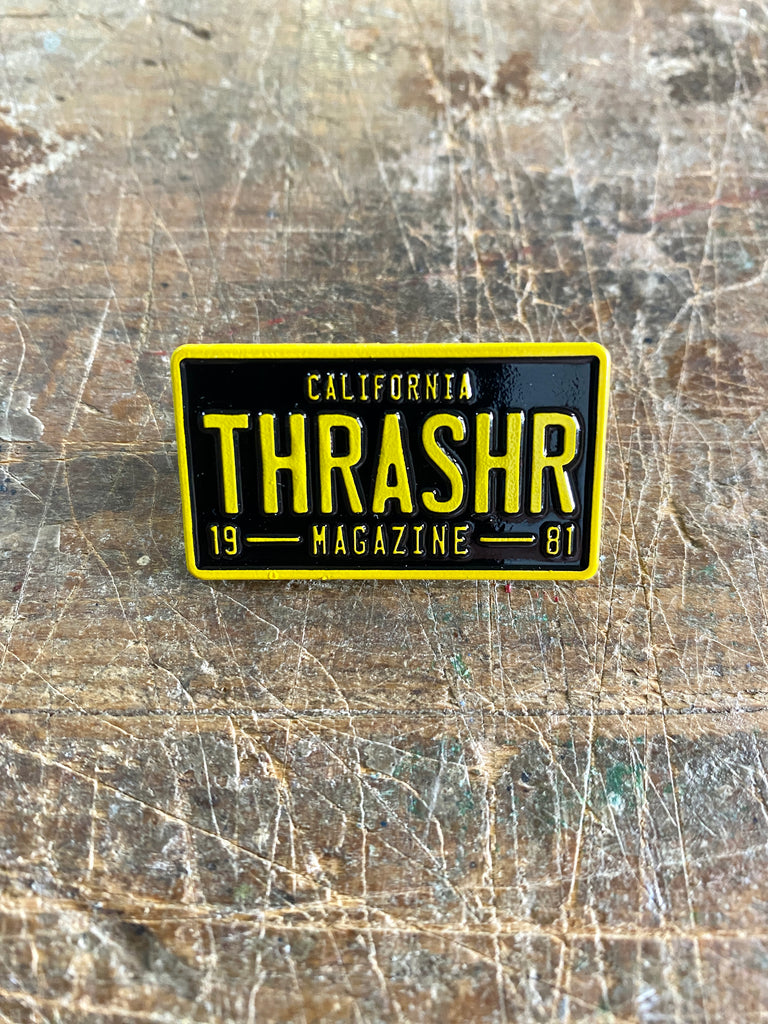 CALIFORNIA
THRASHR
19 — MAGAZINE — 81